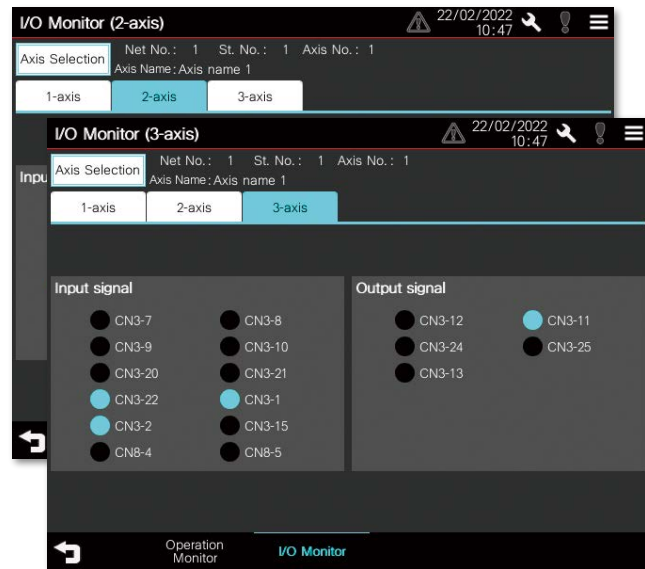 I/O Monitor (2-axis)
22/02/2022
10:47
Axis Selection
Net No.: 1 St. No.: 1 Axis No.: 1
Axis Name:Axis name 1
1-axis 2-axis 3-axis
I/O Monitor (3-axis)
22/02/2022
10:47
Inpu
Axis Selection
Net No.: 1 St. No.: 1 Axis No.: 1
Axis Name:Axis name 1
1-axis 2-axis 3-axis
Input signal
CN3-7 CN3-8
CN3-9 CN3-10
CN3-20 CN3-21
CN3-22 CN3-1
CN3-2 CN3-15
CN8-4 CN8-5
Output signal
CN3-12 CN3-11
CN3-24 CN3-25
CN3-13
Operation
Monitor
I/O Monitor